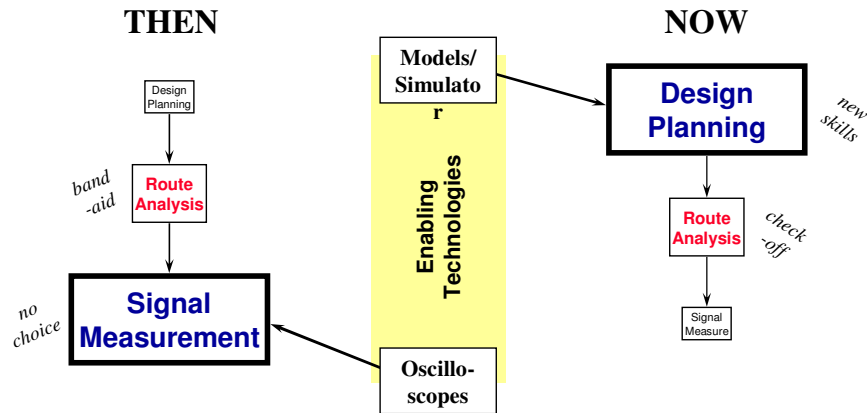 THEN
Design
Planning
band
-aid
Route
Analysis
no
choice
Signal
Measurement
Models/
Simulato
r
Enabling
Technologies
Oscillo-
scopes
NOW
Design
Planning
new
skills
Route
Analysis
check
-off
Signal
Measure